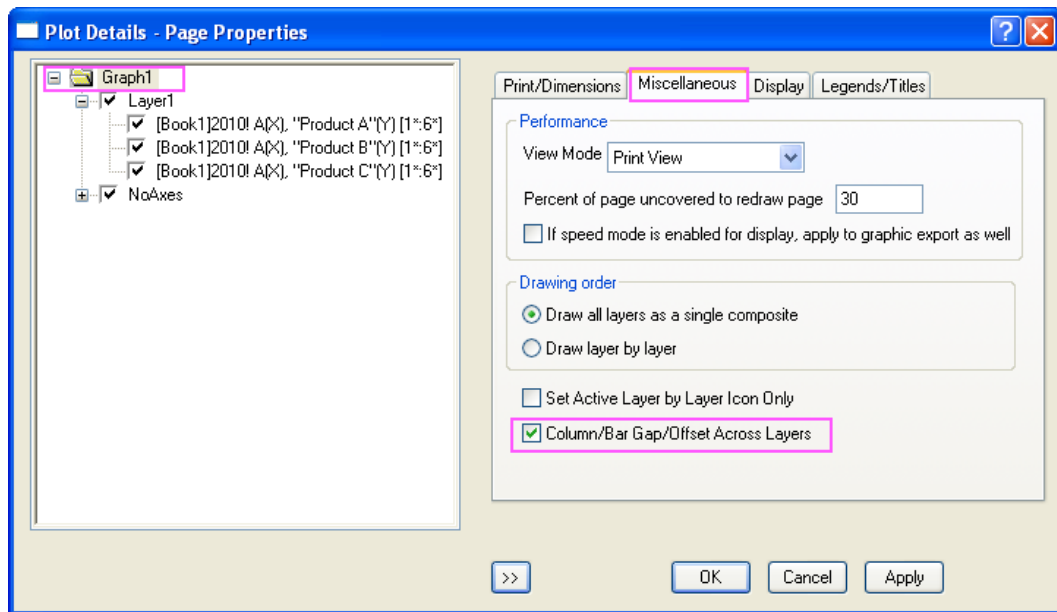 Plot Details - Page Properties
Graph1
Layer1
[Book1]2010! A(X), "Product A"(Y) [1*:6*]
[Book1]2010! A(X), "Product B"(Y) [1*:6*]
[Book1]2010! A(X), "Product C"(Y) [1*:6*]
NoAxes
Print/Dimensions Miscellaneous Display Legends/Titles
Performance
View Mode Print View
Percent of page uncovered to redraw page 30
If speed mode is enabled for display, apply to graphic export as well
Drawing order
Draw all layers as a single composite
Draw layer by layer
Set Active Layer by Layer Icon Only
Column/Bar Gap/Offset Across Layers
>> OK Cancel Apply